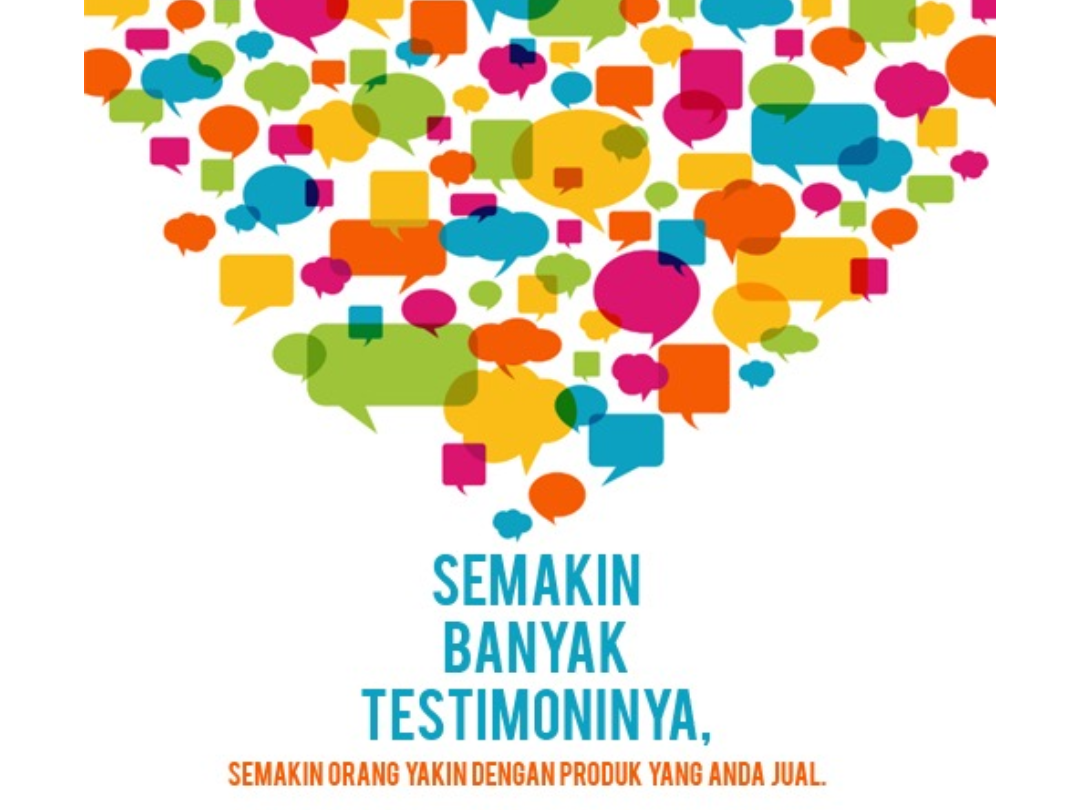 SEMAKIN
BANYAK
TESTIMONINYA,
SEMAKIN ORANG YAKIN DENGAN PRODUK YANG ANDA JUAL.